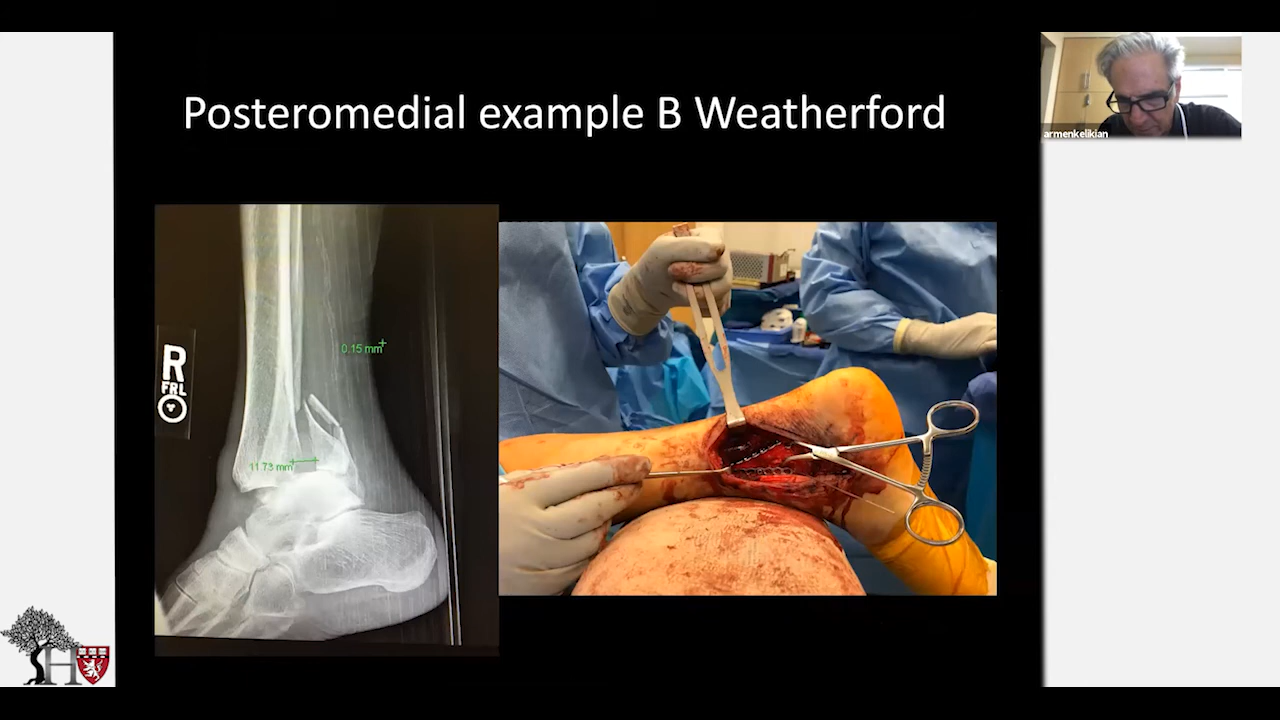 Posteromedial example B Weatherford
armenkelikian
R
FRL
0.15 mm
11.73 mm
H